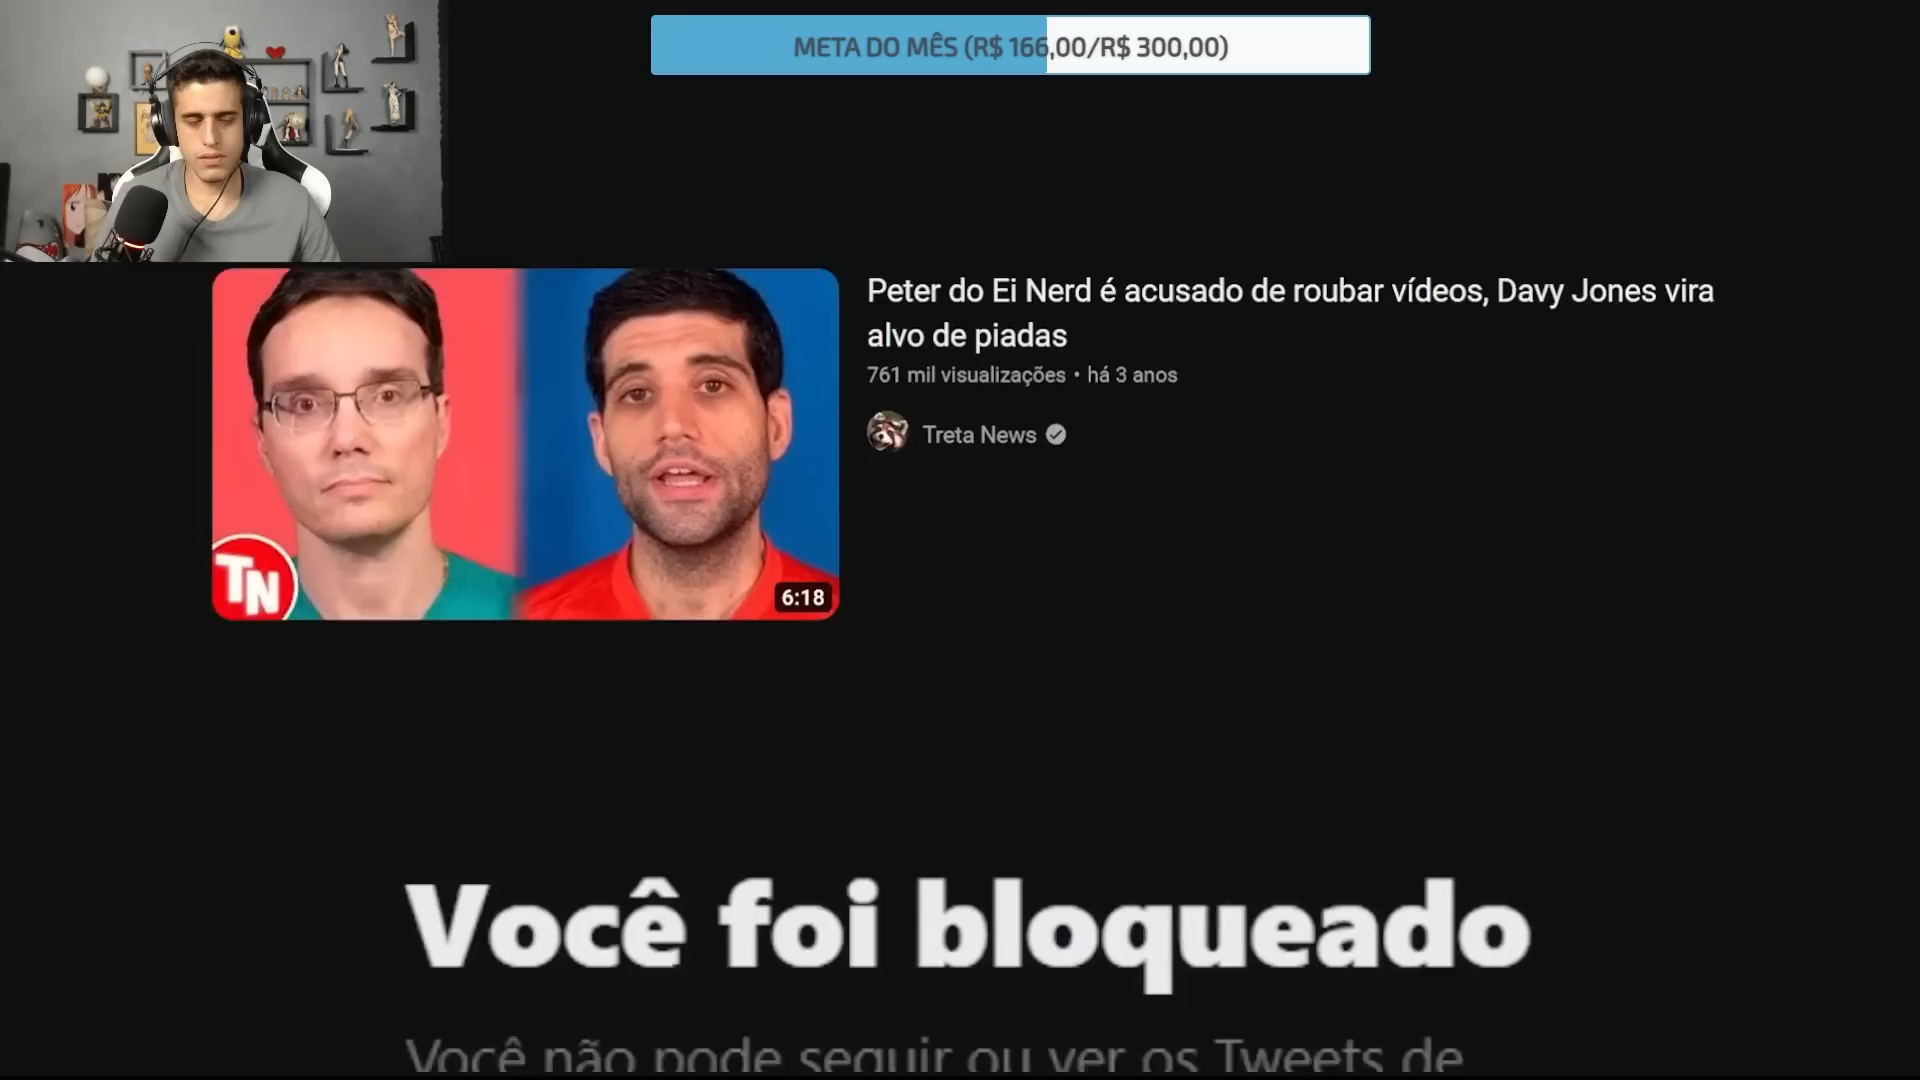 META DO MÊS (R$ 166,00/R$ 300,00)
Peter do Ei Nerd é acusado de roubar vídeos, Davy Jones vira
alvo de piadas
761 mil visualizações • há 3 anos
Treta News
TN
6:18
Você foi bloqueado
Você não pode seguir ou ver os Tweets de